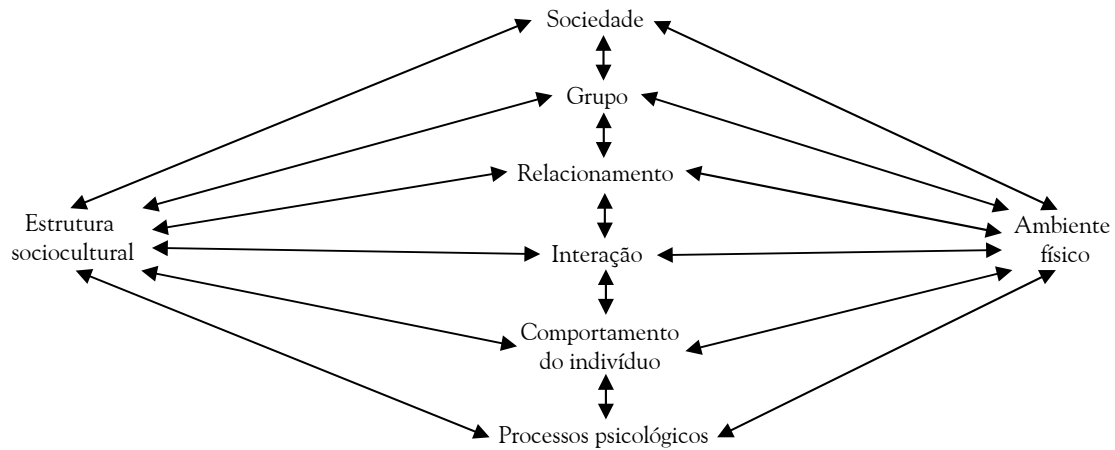 Sociedade
Grupo
Relacionamento
Estrutura
sociocultural
Ambiente
físico
Interação
Comportamento
do indivíduo
Processos psicológicos